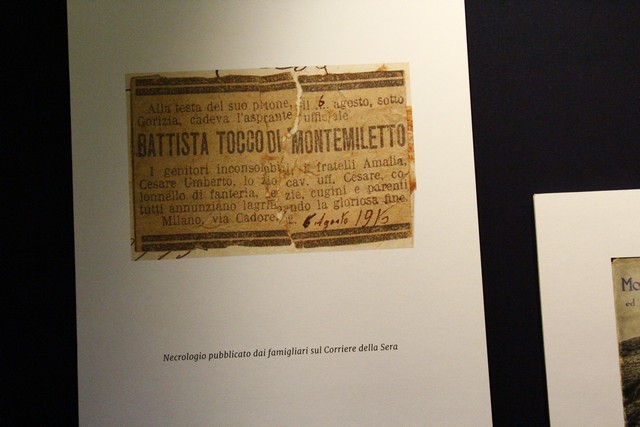 Alla testa del suo plotone, il 6 agosto, sotto
Gorizia, cadeva l'aspirante ufficiale
BATTISTA TOCCO DI MONTEMILETTO
I genitori inconsolabili, i fratelli Amalia,
Cesare Umberto, lo zio cav. uff. Cesare, co-
lonnello di fanteria, le zie, cugini e parenti
tutti annunziano lagrimando la gloriosa fine.
Milano, via Cadore,
6 Agosto 1916
Necrologio pubblicato dai famigliari sul Corriere della Sera
Mo
ed